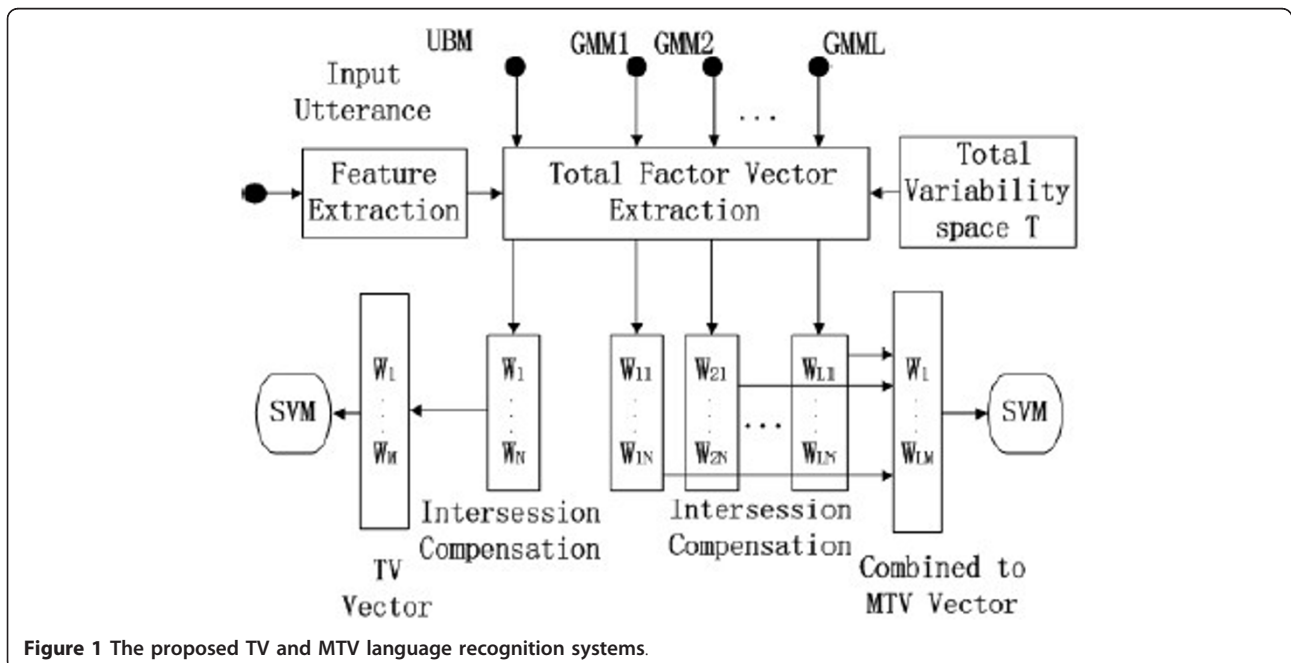 UBM GMM1 GMM2 GMML
Input
Utterance
. . .
Feature
Extraction
Total Factor Vector
Extraction
Total
Variability
space T
SVM
W1
.
.
.
WM
W1
.
.
.
WN
W11
.
.
.
W1N
W21
.
.
.
W2N
. . .
WL1
.
.
.
WLN
W1
.
.
.
WLM
SVM
Intersession
Compensation
Intersession
Compensation
TV
Vector
Combined to
MTV Vector
Figure 1 The proposed TV and MTV language recognition systems.